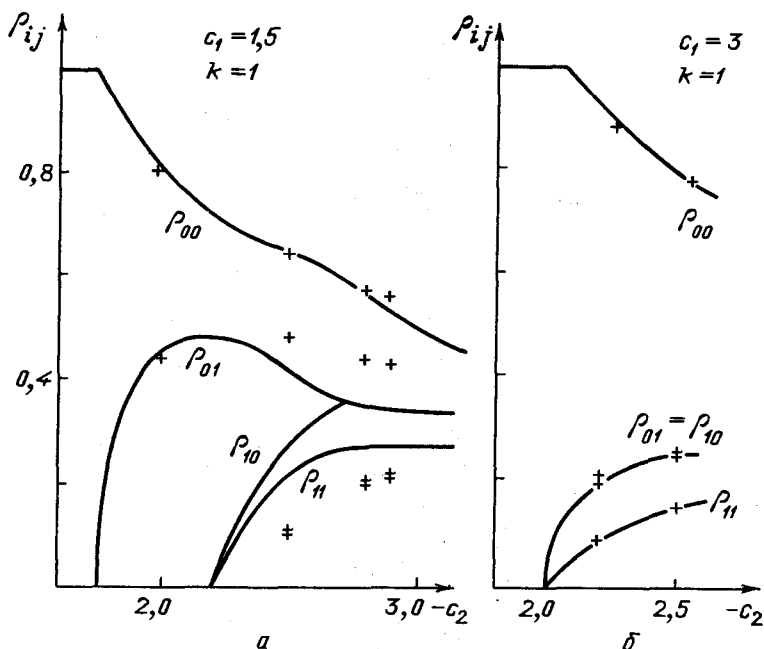 ρij
c₁ = 1,5
k = 1
0,8
ρ00
0,4
ρ01
ρ10
ρ11
2,0
3,0 -c₂
а
ρij
c₁ = 3
k = 1
ρ00
ρ01 = ρ10
ρ11
2,0
2,5
-c₂
б